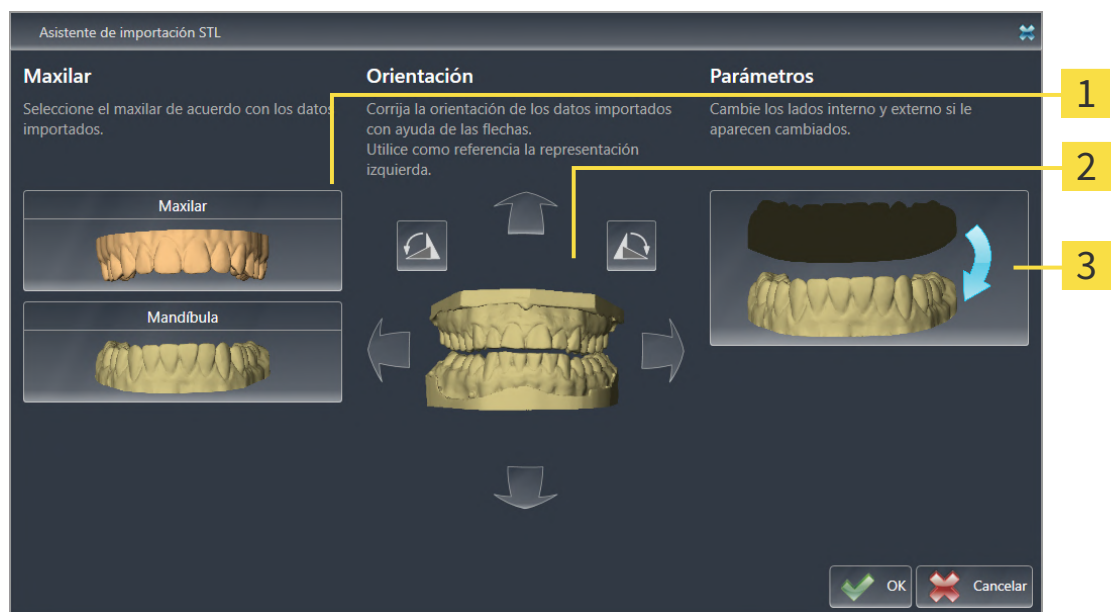 Asistente de importación STL
Maxilar
Seleccione el maxilar de acuerdo con los datos
importados.
Maxilar
Mandíbula
Orientación
Corrija la orientación de los datos importados
con ayuda de las flechas.
Utilice como referencia la representación
izquierda.
Parámetros
Cambie los lados interno y externo si le
aparecen cambiados.
OK
Cancelar
1
2
3